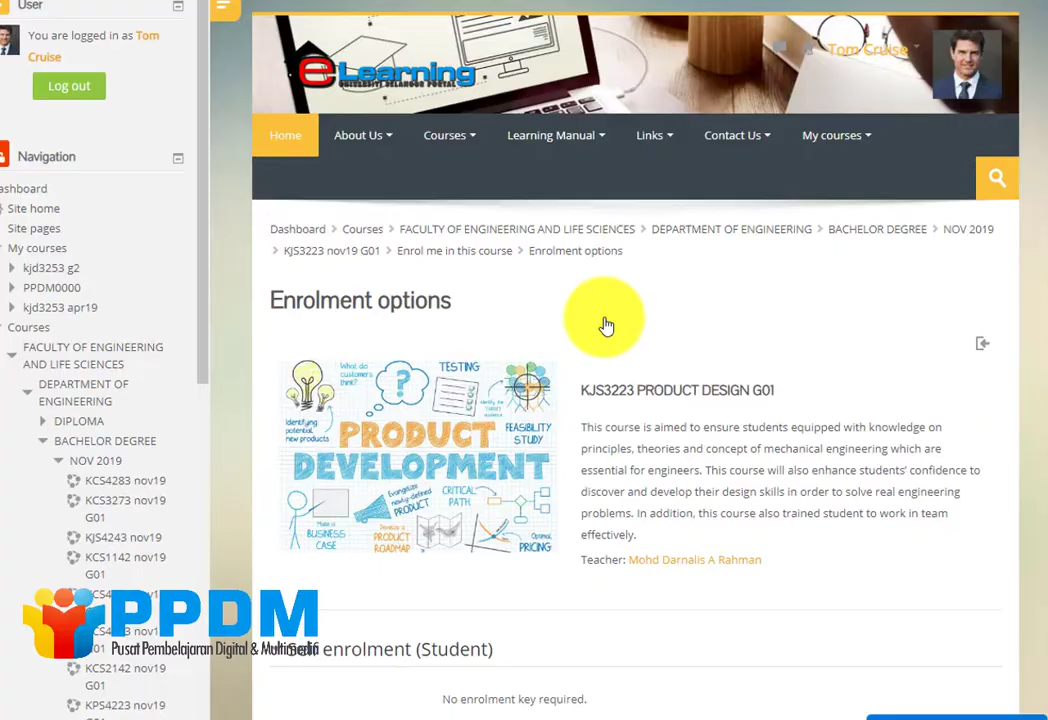 User
You are logged in as Tom
Cruise
Log out
Navigation
ashboard
Site home
Site pages
My courses
kjd3253 g2
PPDM0000
kjd3253 apr19
Courses
FACULTY OF ENGINEERING
AND LIFE SCIENCES
DEPARTMENT OF
ENGINEERING
DIPLOMA
BACHELOR DEGREE
NOV 2019
KCS4283 nov19
KCS3273 nov19
G01
KJS4243 nov19
KCS1142 nov19
G01
KCS2142 nov19
G01
KPS4223 nov19
PPDM
Pusat Pembelajaran Digital & Multimedia
eLearning
UNIVERSITI SELANGOR PORTAL
Tom Cruise
Home
About Us
Courses
Learning Manual
Links
Contact Us
My courses
Dashboard > Courses > FACULTY OF ENGINEERING AND LIFE SCIENCES > DEPARTMENT OF ENGINEERING > BACHELOR DEGREE > NOV 2019
> KJS3223 nov19 G01 > Enrol me in this course > Enrolment options
Enrolment options
What do
customers
think?
TESTING
Identifying
potential
new products
PRODUCT
FEASIBILITY
STUDY
DEVELOPMENT
Evangelize
newly-defined
PRODUCT
CRITICAL
PATH
Make a
BUSINESS
CASE
Develop a
PRODUCT
ROADMAP
Optimal
PRICING
KJS3223 PRODUCT DESIGN G01
This course is aimed to ensure students equipped with knowledge on
principles, theories and concept of mechanical engineering which are
essential for engineers. This course will also enhance students' confidence to
discover and develop their design skills in order to solve real engineering
problems. In addition, this course also trained student to work in team
effectively.
Teacher: Mohd Darnalis A Rahman
Self enrolment (Student)
No enrolment key required.